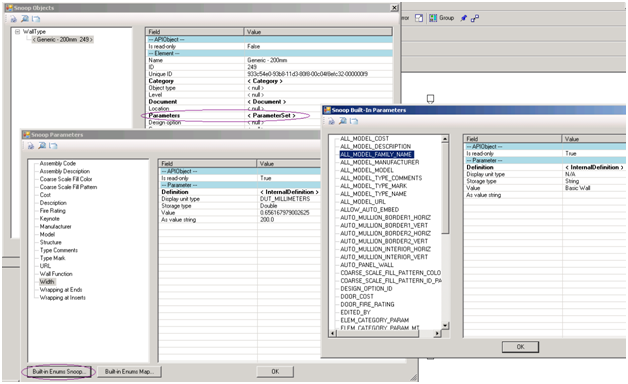 Snoop Objects
WallType
< Generic - 200mm 249 >
Field Value
--- APIObject ---
Is read-only False
--- Element ---
Name Generic - 200mm
ID 249
Unique ID
Category < Category >
Object type < null >
Level < null >
Document < Document >
Location < null >
Parameters < ParameterSet >
Design option < null >
Group
Snoop Parameters
Assembly Code
Assembly Description
Coarse Scale Fill Color
Coarse Scale Fill Pattern
Cost
Description
Fire Rating
Keynote
Manufacturer
Model
Structure
Type Comments
Type Mark
URL
Wall Function
Width
Wrapping at Ends
Wrapping at Inserts
Field Value
--- APIObject ---
Is read-only True
--- Parameter ---
Definition < InternalDefinition >
Display unit type DUT_MILLIMETERS
Storage type Double
Value 0.656167979002625
As value string 200.0
Built-in Enums Snoop...
Built-in Enums Map...
OK
Snoop Built-In Parameters
ALL_MODEL_COST
ALL_MODEL_DESCRIPTION
ALL_MODEL_FAMILY_NAME
ALL_MODEL_MANUFACTURER
ALL_MODEL_MODEL
ALL_MODEL_TYPE_COMMENTS
ALL_MODEL_TYPE_MARK
ALL_MODEL_TYPE_NAME
ALL_MODEL_URL
ALLOW_AUTO_EMBED
AUTO_MULLION_BORDER1_HORIZ
AUTO_MULLION_BORDER1_VERT
AUTO_MULLION_BORDER2_HORIZ
AUTO_MULLION_BORDER2_VERT
AUTO_MULLION_INTERIOR_HORIZ
AUTO_MULLION_INTERIOR_VERT
AUTO_PANEL_WALL
COARSE_SCALE_FILL_PATTERN_COLO
COARSE_SCALE_FILL_PATTERN_ID_PA
DESIGN_OPTION_ID
DOOR_COST
DOOR_FIRE_RATING
EDITED_BY
ELEM_CATEGORY_PARAM
ELEM_CATEGORY_PARAM_MT
Field Value
--- APIObject ---
Is read-only True
--- Parameter ---
Definition < InternalDefinition >
Display unit type N/A
Storage type String
Value Basic Wall
As value string
OK